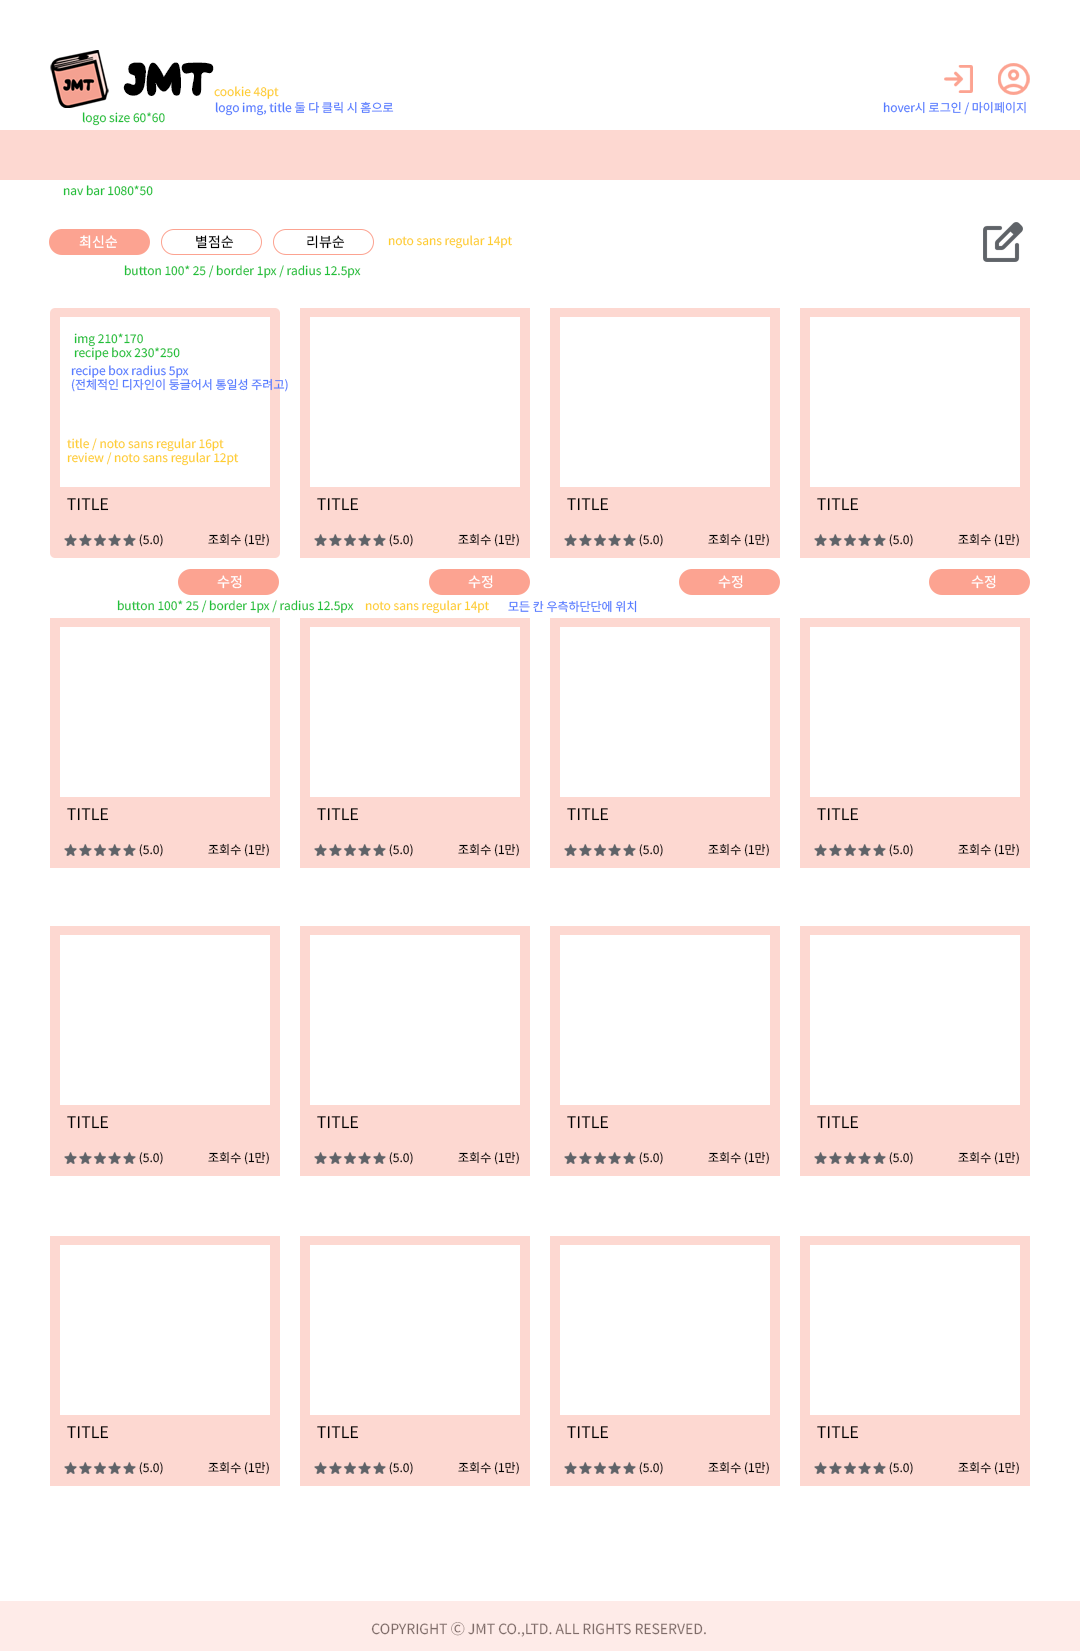 JMT
JMT
cookie 48pt
logo img, title 둘 다 클릭 시 홈으로
logo size 60*60
hover시 로그인 / 마이페이지
nav bar 1080*50
최신순 별점순 리뷰순 noto sans regular 14pt
button 100* 25 / border 1px / radius 12.5px
img 210*170
recipe box 230*250
recipe box radius 5px
(전체적인 디자인이 둥글어서 통일성 주려고)
title / noto sans regular 16pt
review / noto sans regular 12pt
TITLE TITLE TITLE TITLE
★★★★★ (5.0) 조회수 (1만) ★★★★★ (5.0) 조회수 (1만) ★★★★★ (5.0) 조회수 (1만) ★★★★★ (5.0) 조회수 (1만)
수정 수정 수정 수정
button 100* 25 / border 1px / radius 12.5px noto sans regular 14pt 모든 칸 우측하단단에 위치
TITLE TITLE TITLE TITLE
★★★★★ (5.0) 조회수 (1만) ★★★★★ (5.0) 조회수 (1만) ★★★★★ (5.0) 조회수 (1만) ★★★★★ (5.0) 조회수 (1만)
TITLE TITLE TITLE TITLE
★★★★★ (5.0) 조회수 (1만) ★★★★★ (5.0) 조회수 (1만) ★★★★★ (5.0) 조회수 (1만) ★★★★★ (5.0) 조회수 (1만)
TITLE TITLE TITLE TITLE
★★★★★ (5.0) 조회수 (1만) ★★★★★ (5.0) 조회수 (1만) ★★★★★ (5.0) 조회수 (1만) ★★★★★ (5.0) 조회수 (1만)
COPYRIGHT Ⓒ JMT CO.,LTD. ALL RIGHTS RESERVED.